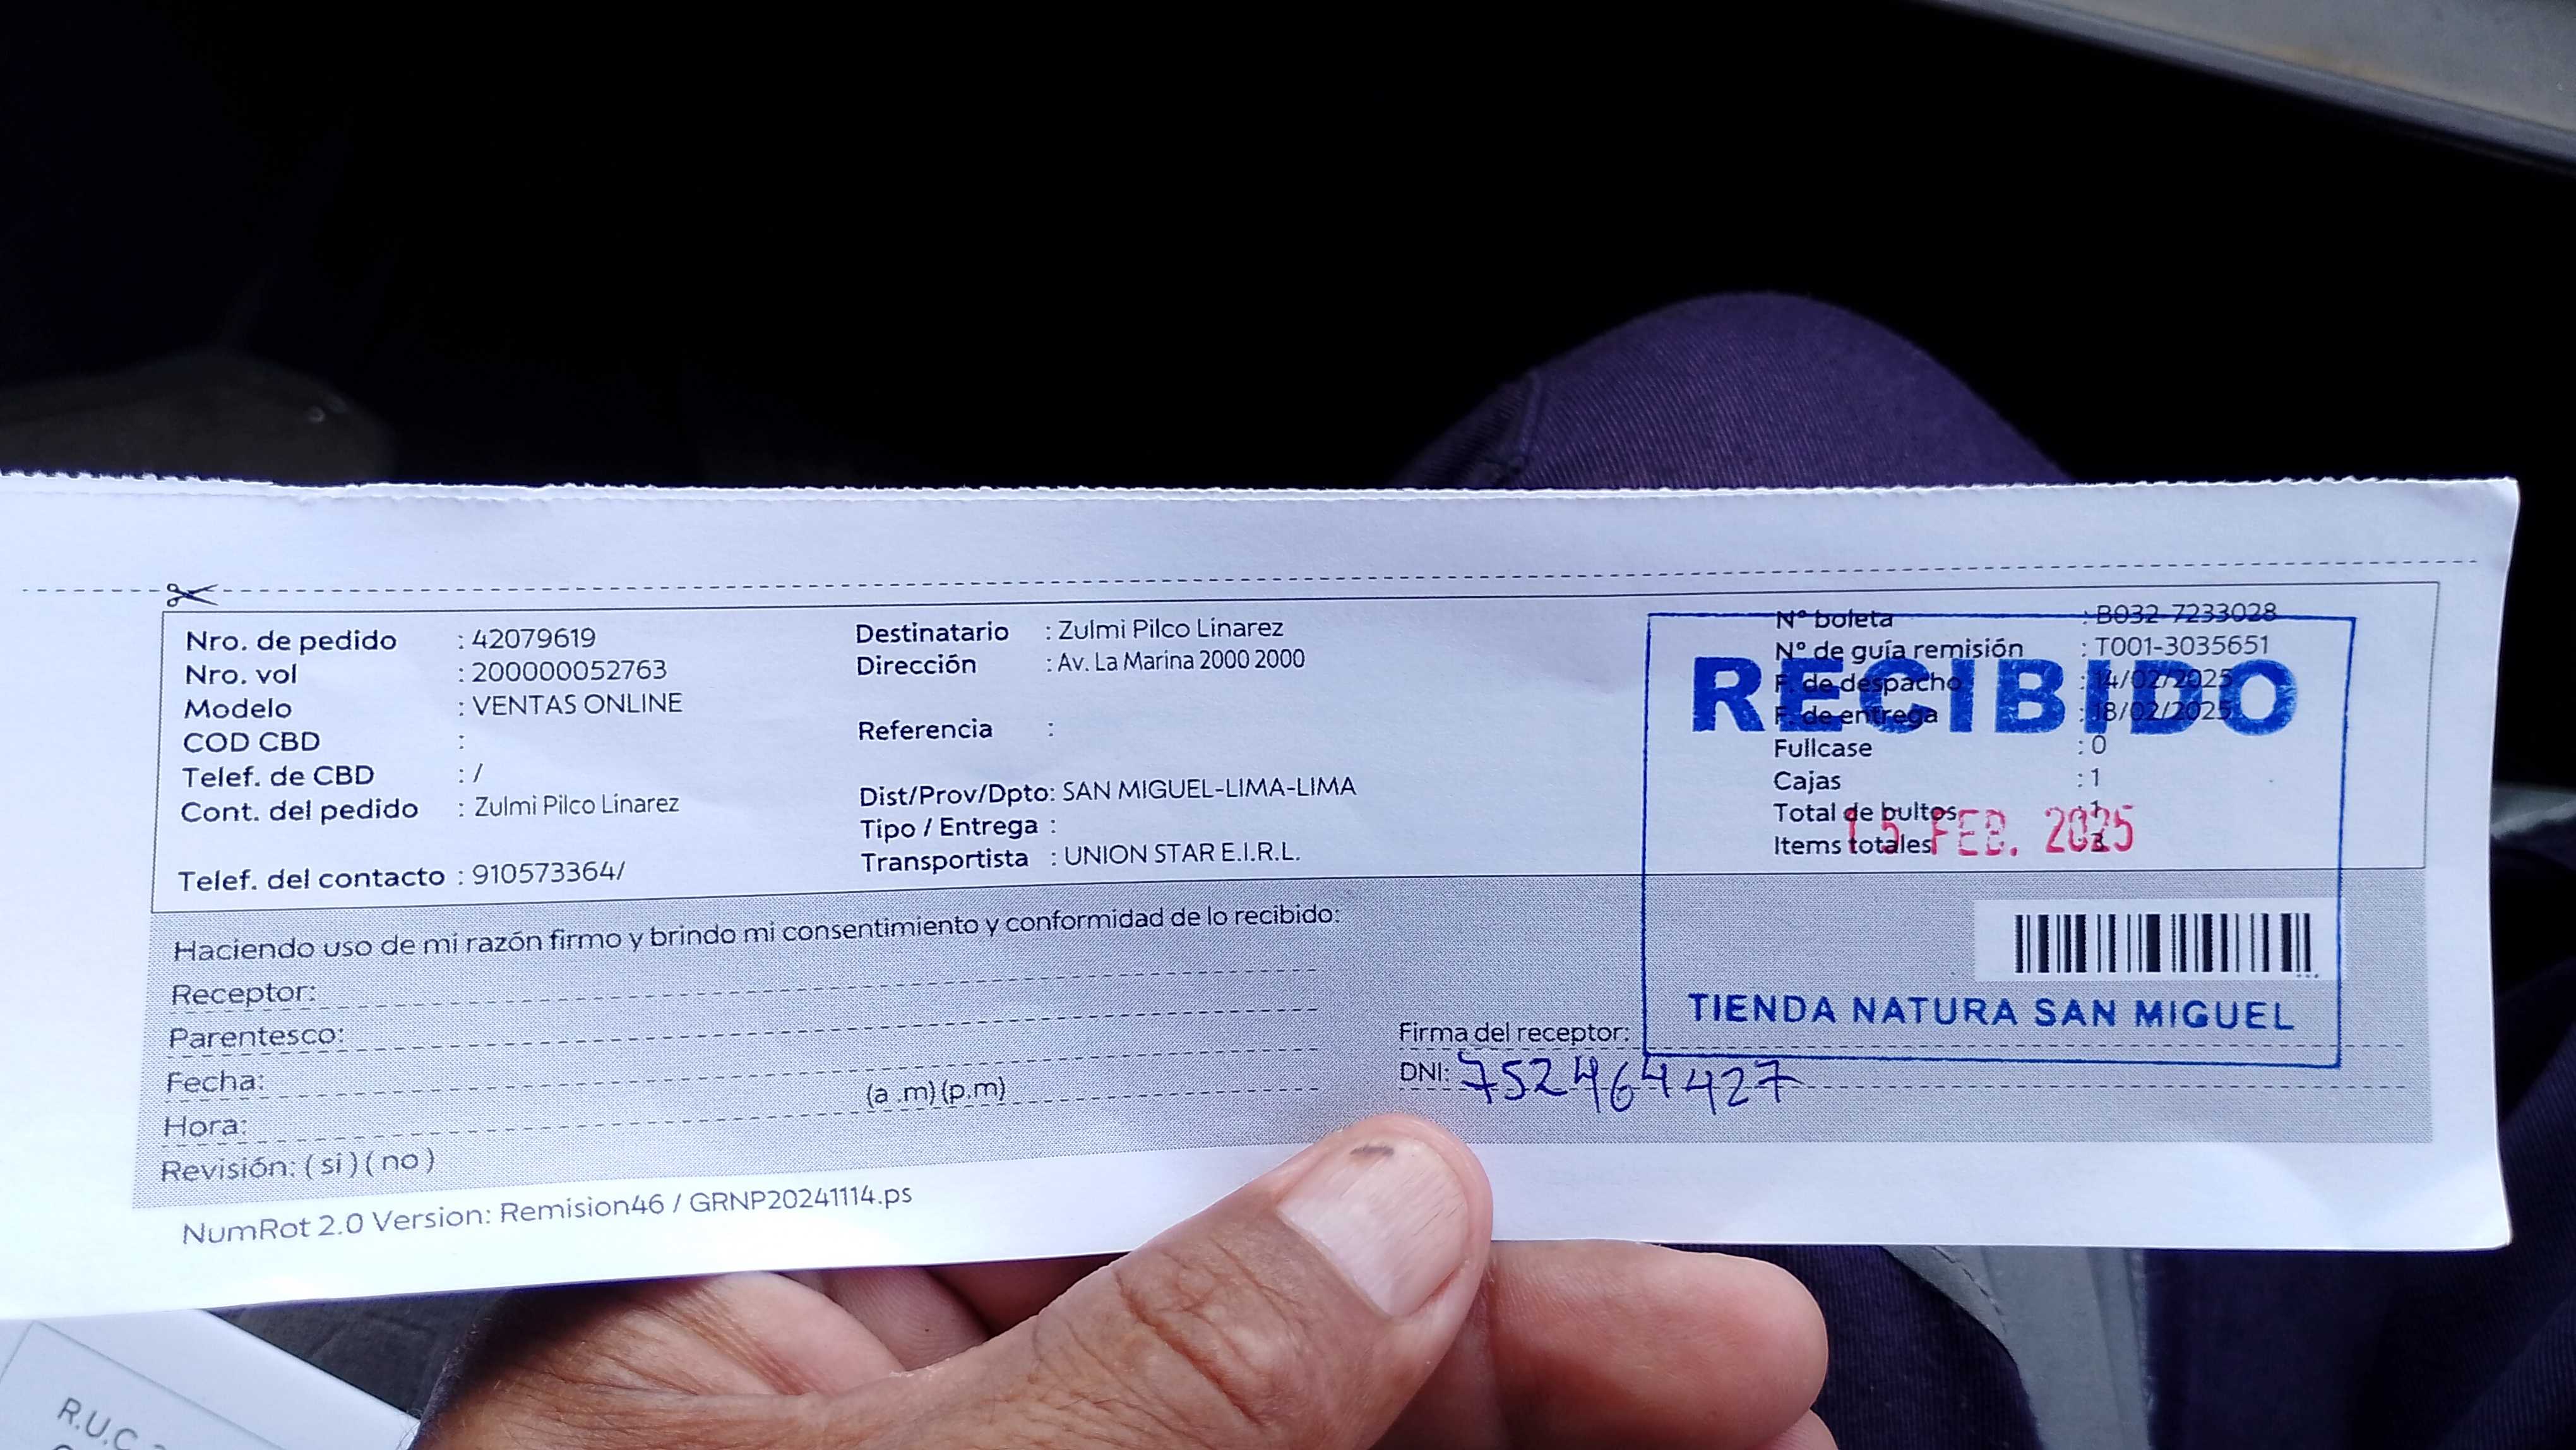 Nro. de pedido : 42079619
Nro. vol : 200000052763
Modelo : VENTAS ONLINE
COD CBD :
Telef. de CBD : /
Cont. del pedido : Zulmi Pilco Linarez
Telef. del contacto : 910573364/
Destinatario : Zulmi Pilco Linarez
Dirección : Av. La Marina 2000 2000
Referencia :
Dist/Prov/Dpto: SAN MIGUEL-LIMA-LIMA
Tipo / Entrega :
Transportista : UNION STAR E.I.R.L.
N° boleta : B032-7233028
N° de guía remisión : T001-3035651
F. de despacho : 14/02/2025
F. de entrega : 18/02/2025
RECIBIDO
Fullcase : 0
Cajas : 1
Total de bultos : 1
Items totales
15 FEB. 2025
TIENDA NATURA SAN MIGUEL
Haciendo uso de mi razón firmo y brindo mi consentimiento y conformidad de lo recibido:
Receptor:
Parentesco:
Fecha:
Hora: (a .m) (p.m)
Revisión: ( si ) ( no )
Firma del receptor:
DNI: 752464427
NumRot 2.0 Version: Remision46 / GRNP20241114.ps
R.U.C.